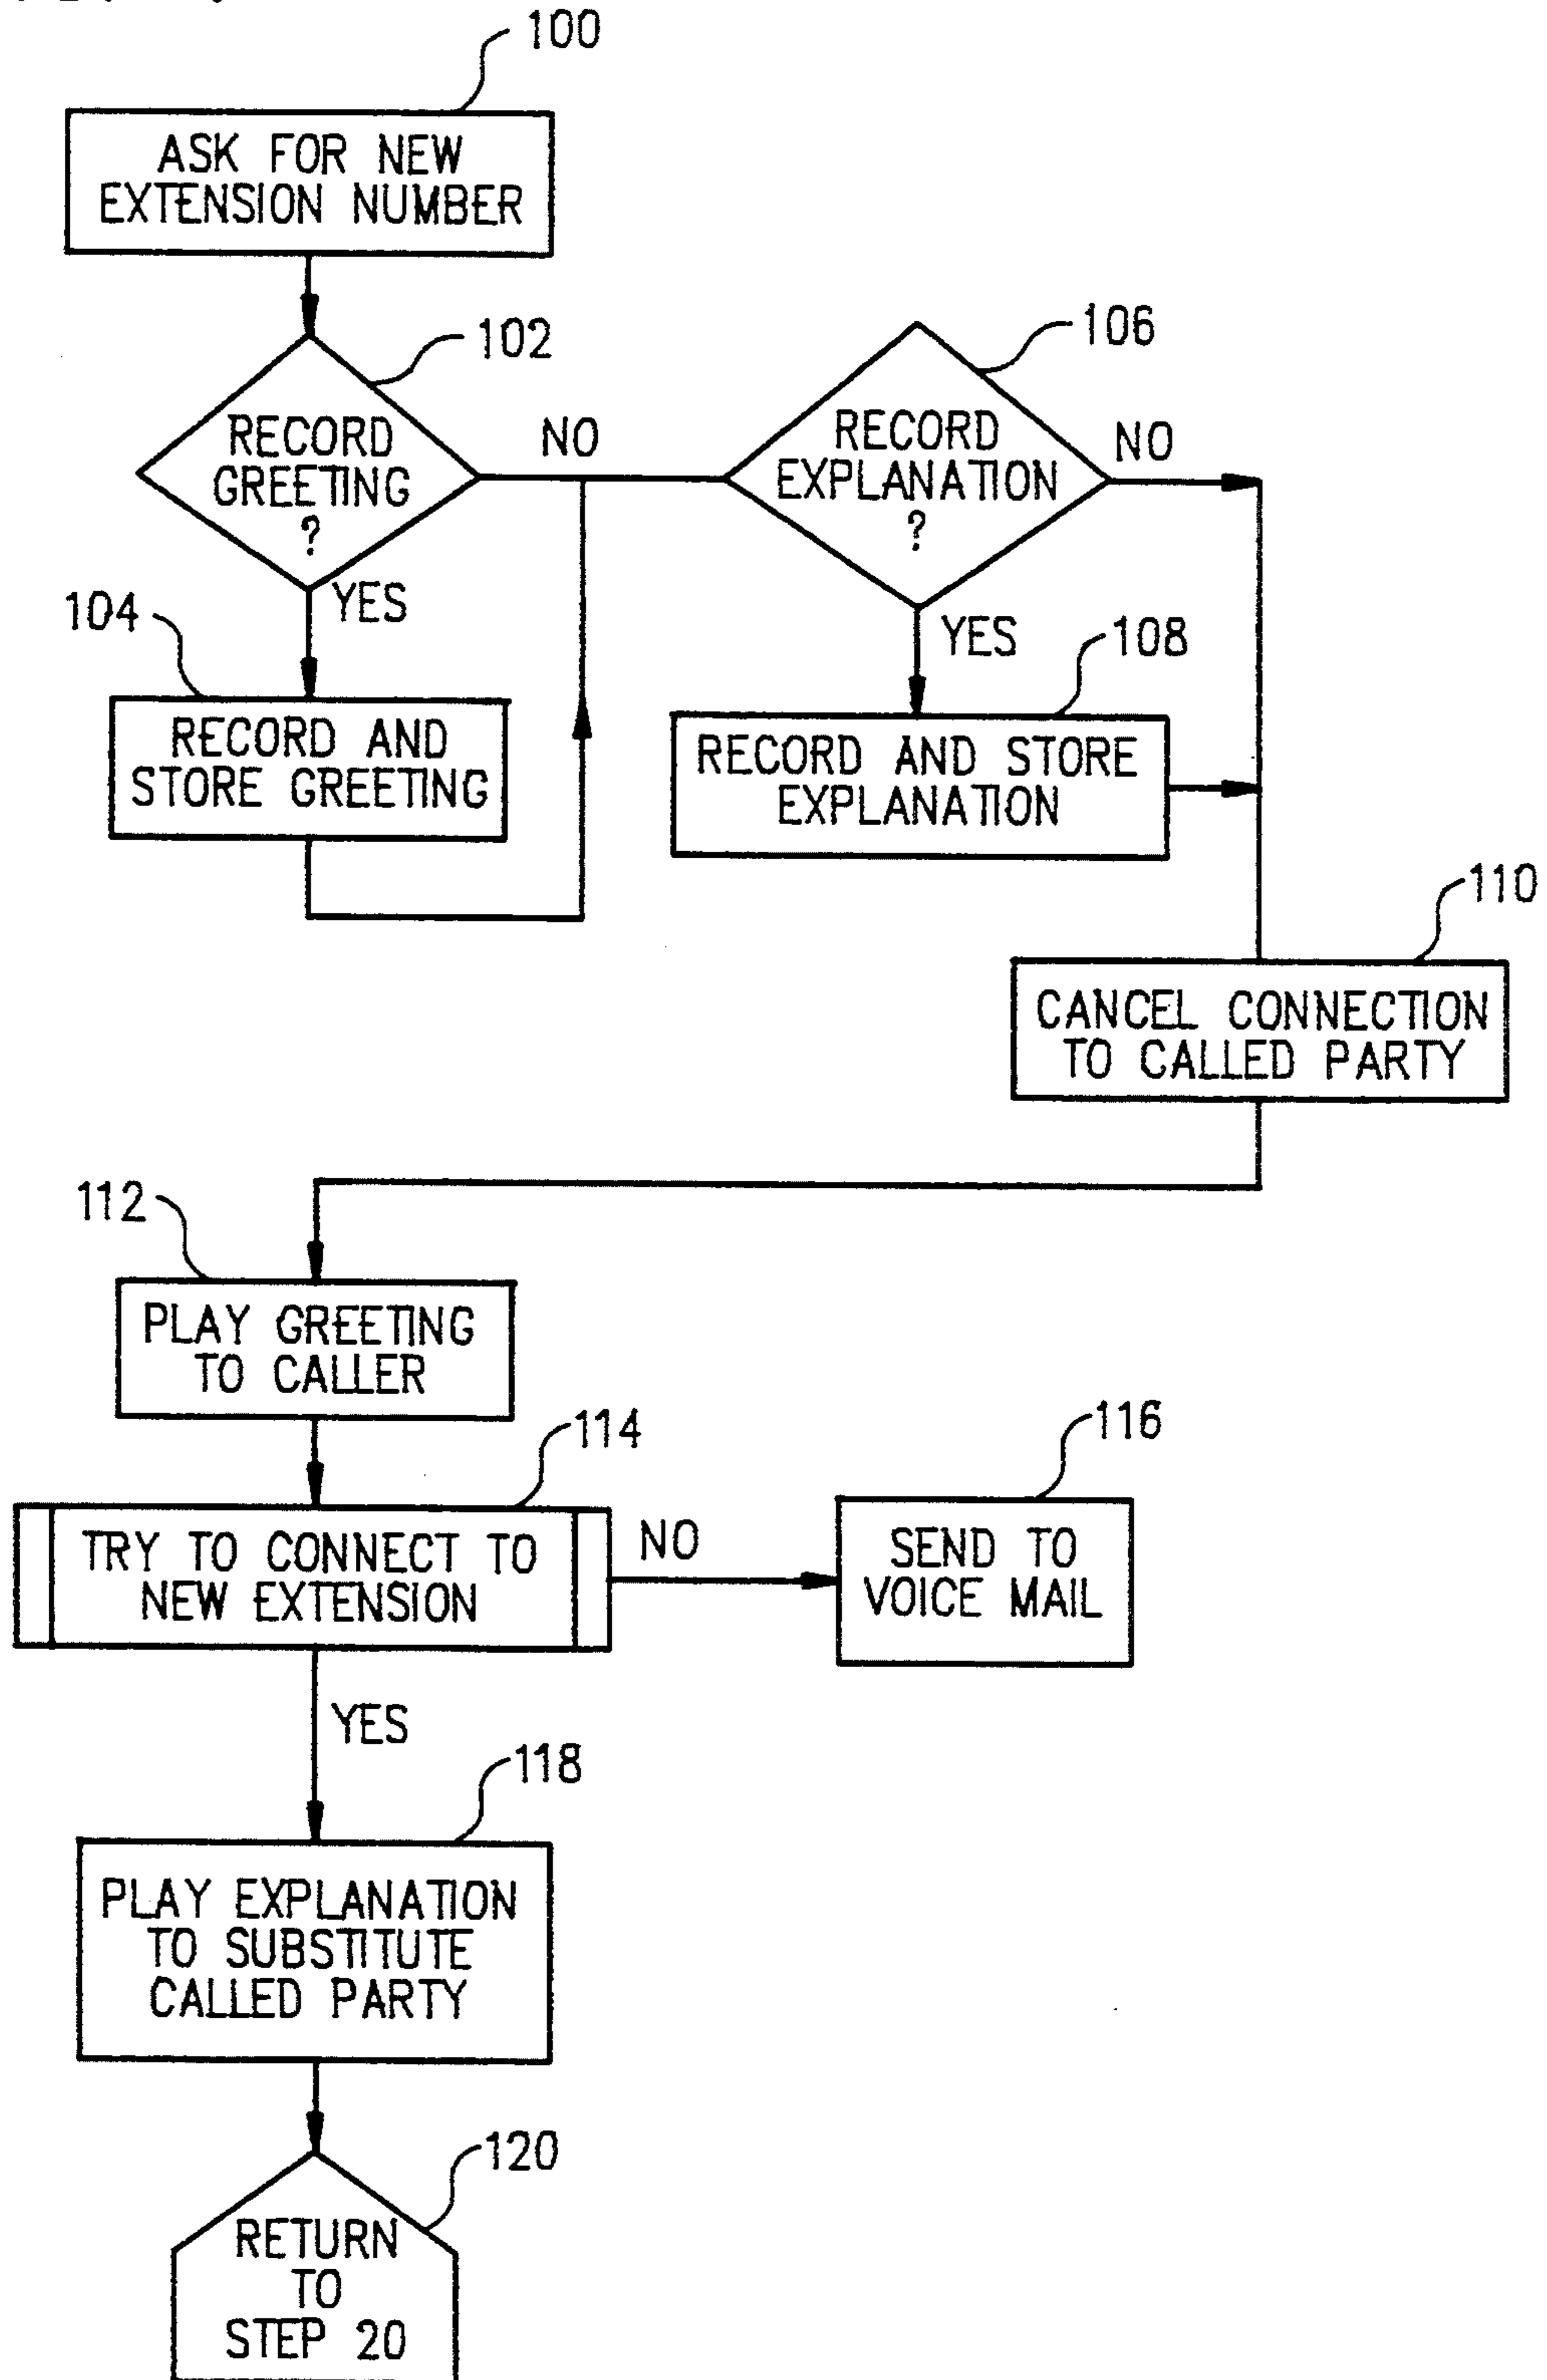 100
ASK FOR NEW
EXTENSION NUMBER
102
RECORD
GREETING
?
NO
YES
104
RECORD AND
STORE GREETING
106
RECORD
EXPLANATION
?
NO
YES
108
RECORD AND STORE
EXPLANATION
110
CANCEL CONNECTION
TO CALLED PARTY
112
PLAY GREETING
TO CALLER
114
TRY TO CONNECT TO
NEW EXTENSION
NO
116
SEND TO
VOICE MAIL
YES
118
PLAY EXPLANATION
TO SUBSTITUTE
CALLED PARTY
120
RETURN
TO
STEP 20